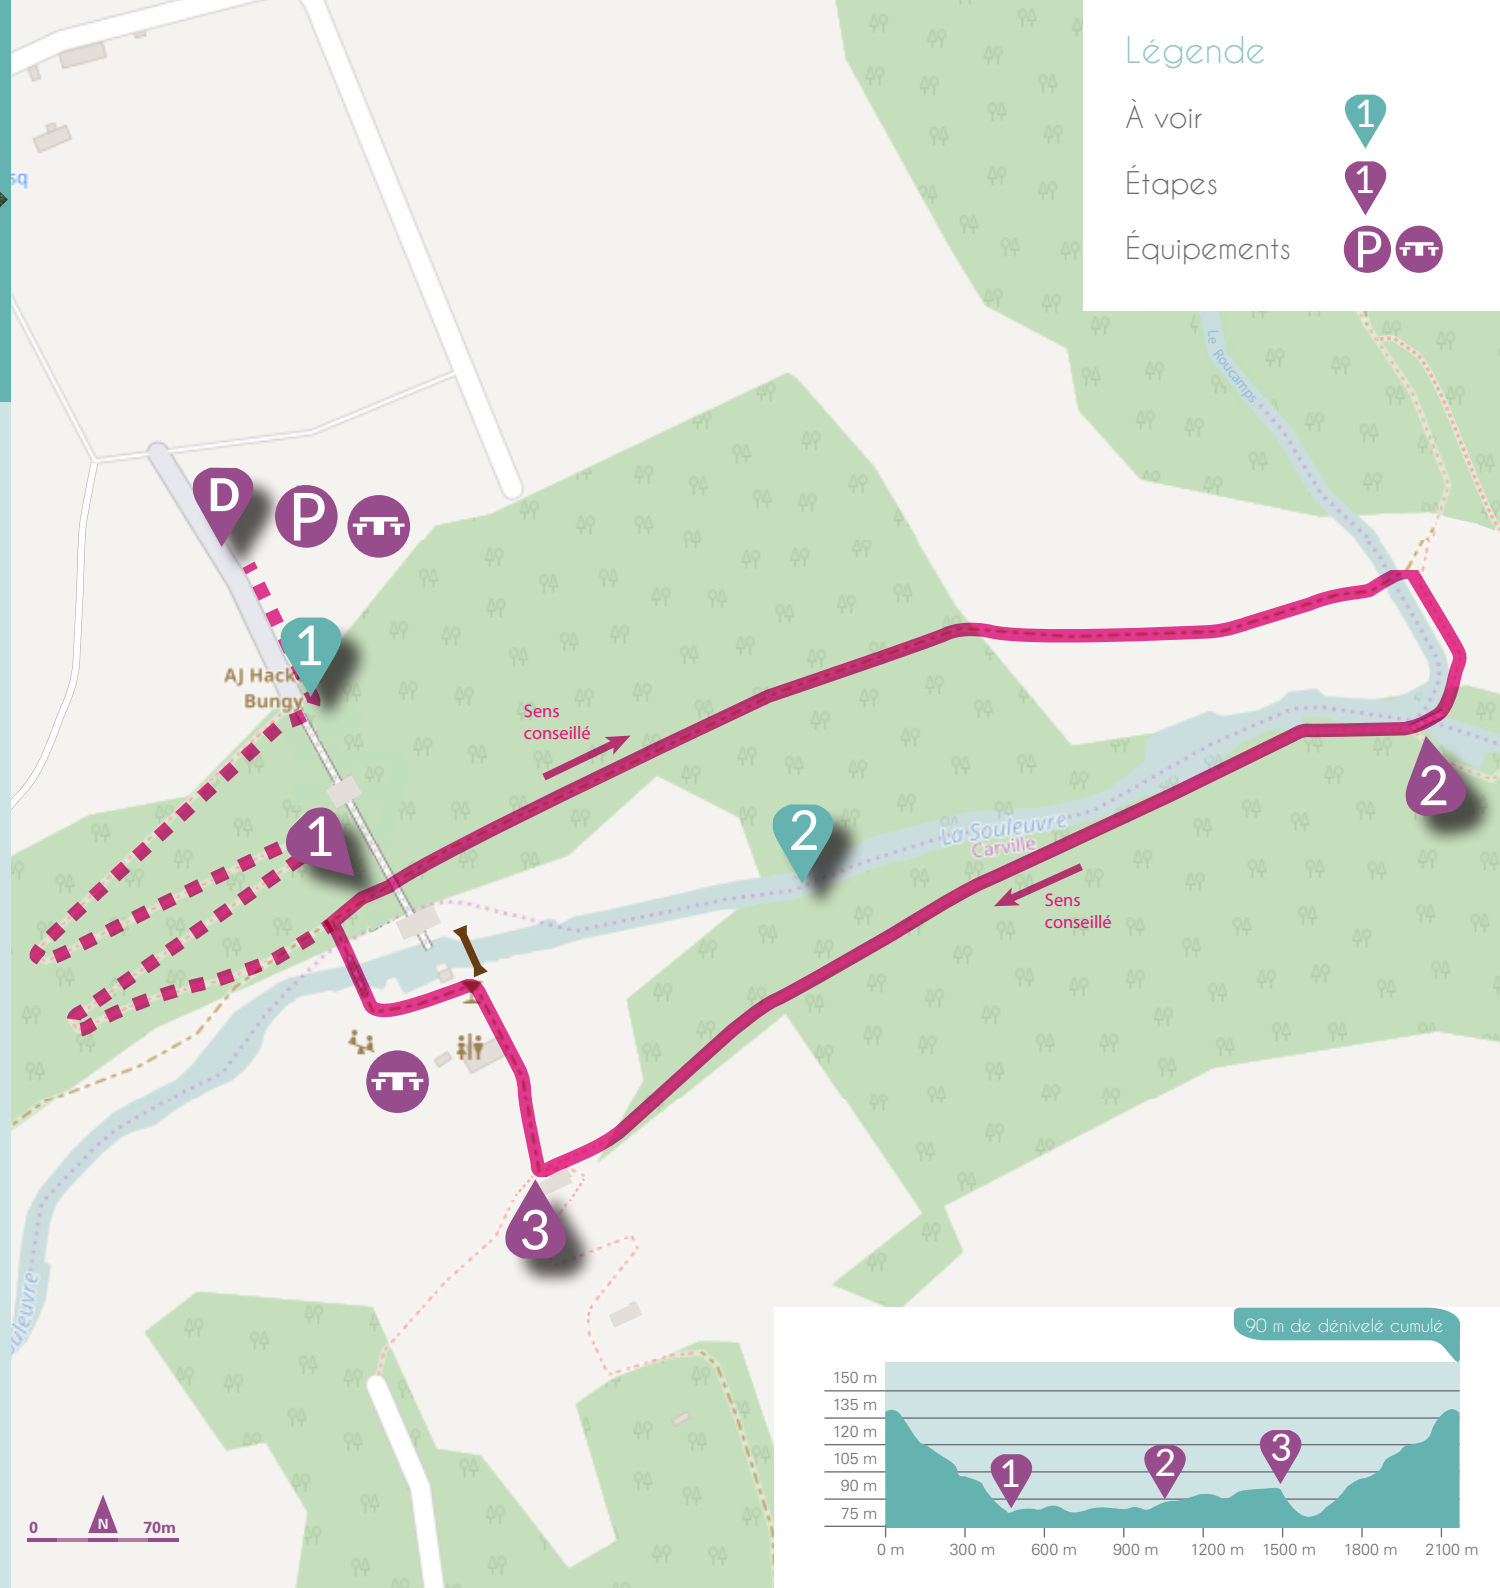 Légende
À voir
1
Étapes
1
Équipements
P
sq
Le Roucamps
D
P
1
AJ Hack
Bungy
Sens
conseillé
1
2
2
La Souleuvre
Carville
Sens
conseillé
3
ouleuvre
0
N
70m
90 m de dénivelé cumulé
150 m
135 m
120 m
105 m
90 m
75 m
1
2
3
0 m
300 m
600 m
900 m
1200 m
1500 m
1800 m
2100 m